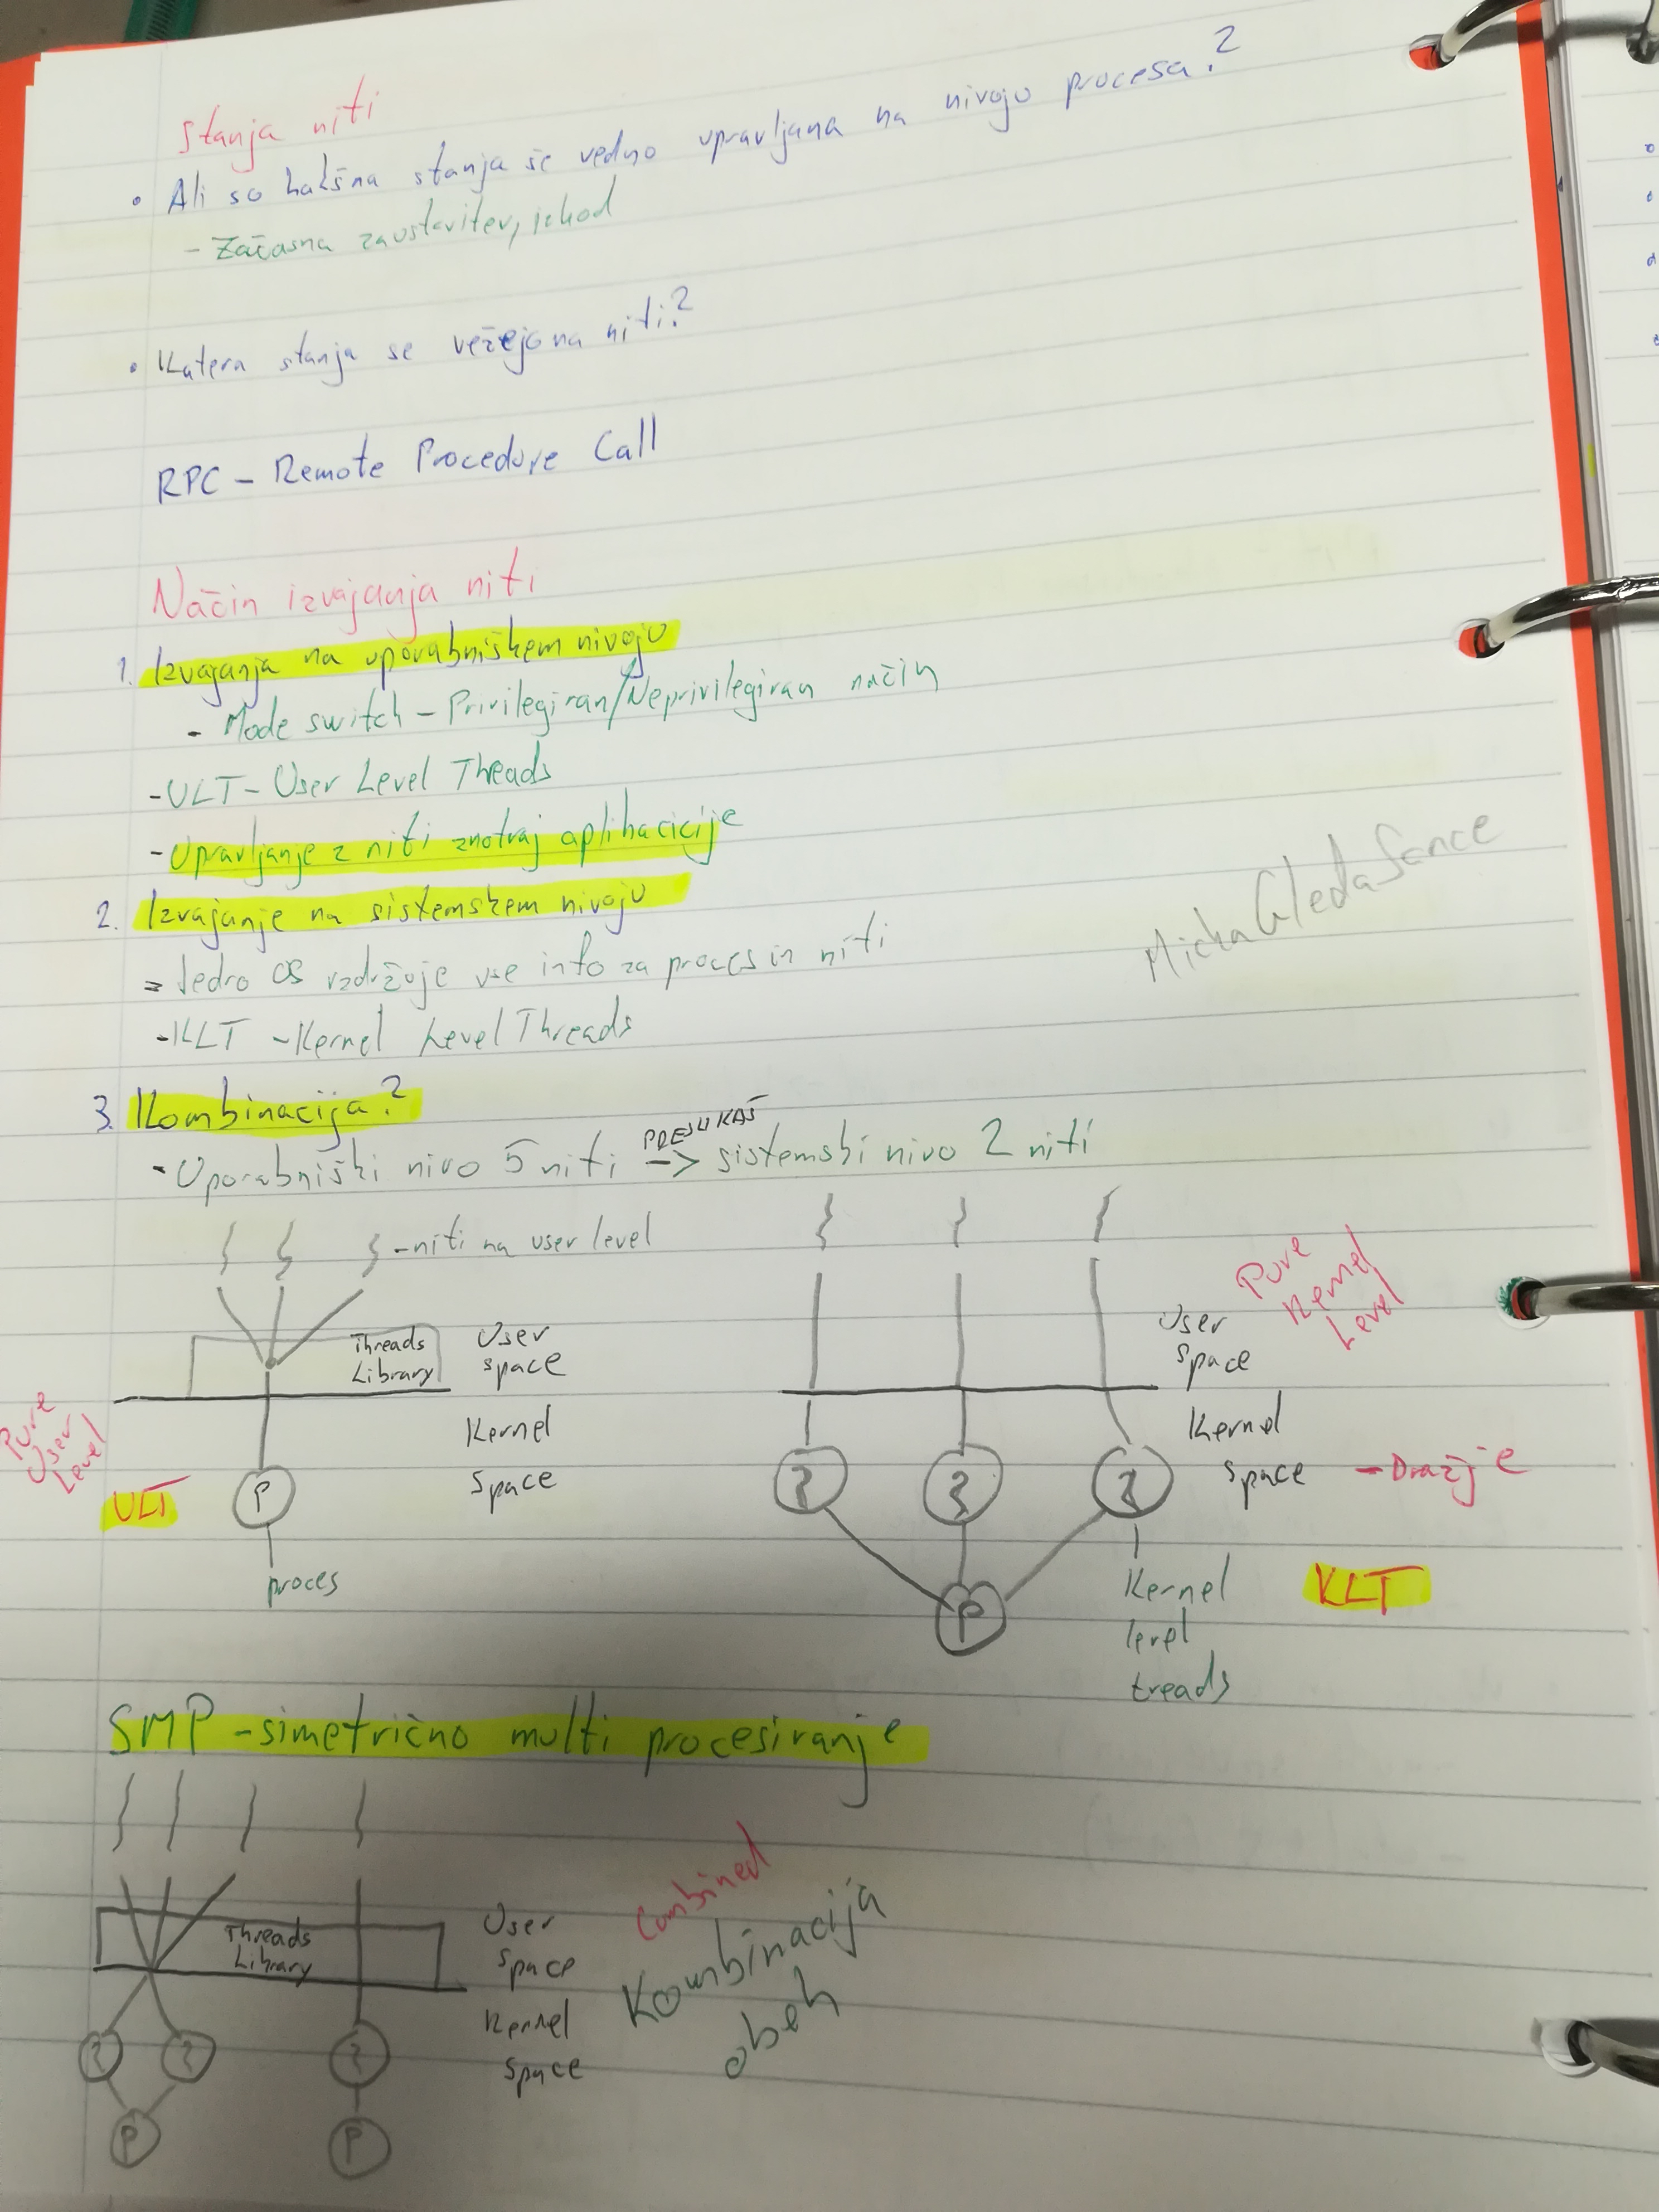 Stanja niti
• Ali so kakšna stanja še vedno upravljana na nivoju procesa?
- Začasna zaustavitev, izhod
• Katera stanja se vežejo na niti?
RPC - Remote Procedure Call
Način izvajanja niti
1. Izvajanja na uporabniškem nivoju
- Mode switch - Privilegiran/Neprivilegiran način
- ULT - User Level Threads
- Upravljanje z niti znotraj aplikacicije
2. Izvajanje na sistemskem nivoju
- Jedro OS vzdržuje vse info za proces in niti
- KLT - Kernel Level Threads
MichaGledaSonce
3. Kombinacija?
PRESLIKAŠ
- Uporabniški nivo 5 niti -> sistemski nivo 2 niti
- niti na user level
Threads
Library
User
space
Kernel
Space
Pure
User
Level
ULT
P
proces
Pure
Kernel
Level
User
space
Kernel
space - Dražje
P
Kernel
level
treads
KLT
SMP - simetrično multi procesiranje
Threads
Library
User
space
Kernel
Space
Combined
Kombinacija
obeh
P
P